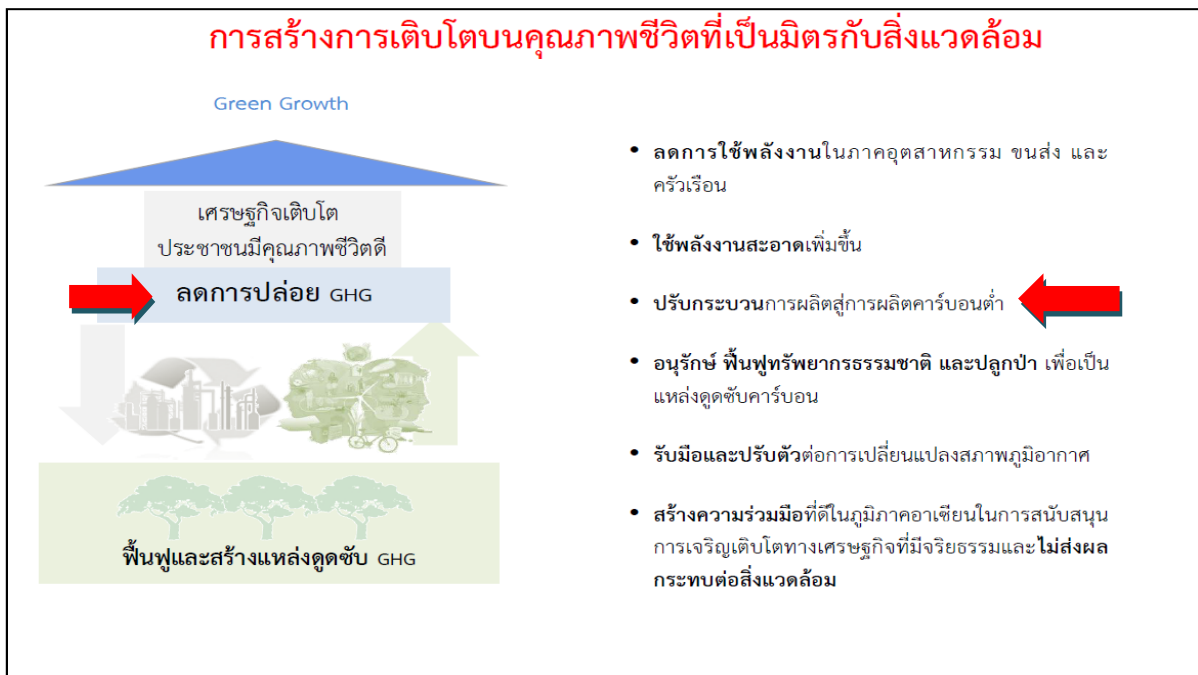 การสร้างการเติบโตบนคุณภาพชีวิตที่เป็นมิตรกับสิ่งแวดล้อม
Green Growth
เศรษฐกิจเติบโต
ประชาชนมีคุณภาพชีวิตดี
ลดการปล่อย GHG
ฟื้นฟูและสร้างแหล่งดูดซับ GHG
• ลดการใช้พลังงานในภาคอุตสาหกรรม ขนส่ง และ
ครัวเรือน
• ใช้พลังงานสะอาดเพิ่มขึ้น
• ปรับกระบวนการผลิตสู่การผลิตคาร์บอนต่ำ
• อนุรักษ์ ฟื้นฟูทรัพยากรธรรมชาติ และปลูกป่า เพื่อเป็น
แหล่งดูดซับคาร์บอน
• รับมือและปรับตัวต่อการเปลี่ยนแปลงสภาพภูมิอากาศ
• สร้างความร่วมมือที่ดีในภูมิภาคอาเซียนในการสนับสนุน
การเจริญเติบโตทางเศรษฐกิจที่มีจริยธรรมและไม่ส่งผล
กระทบต่อสิ่งแวดล้อม